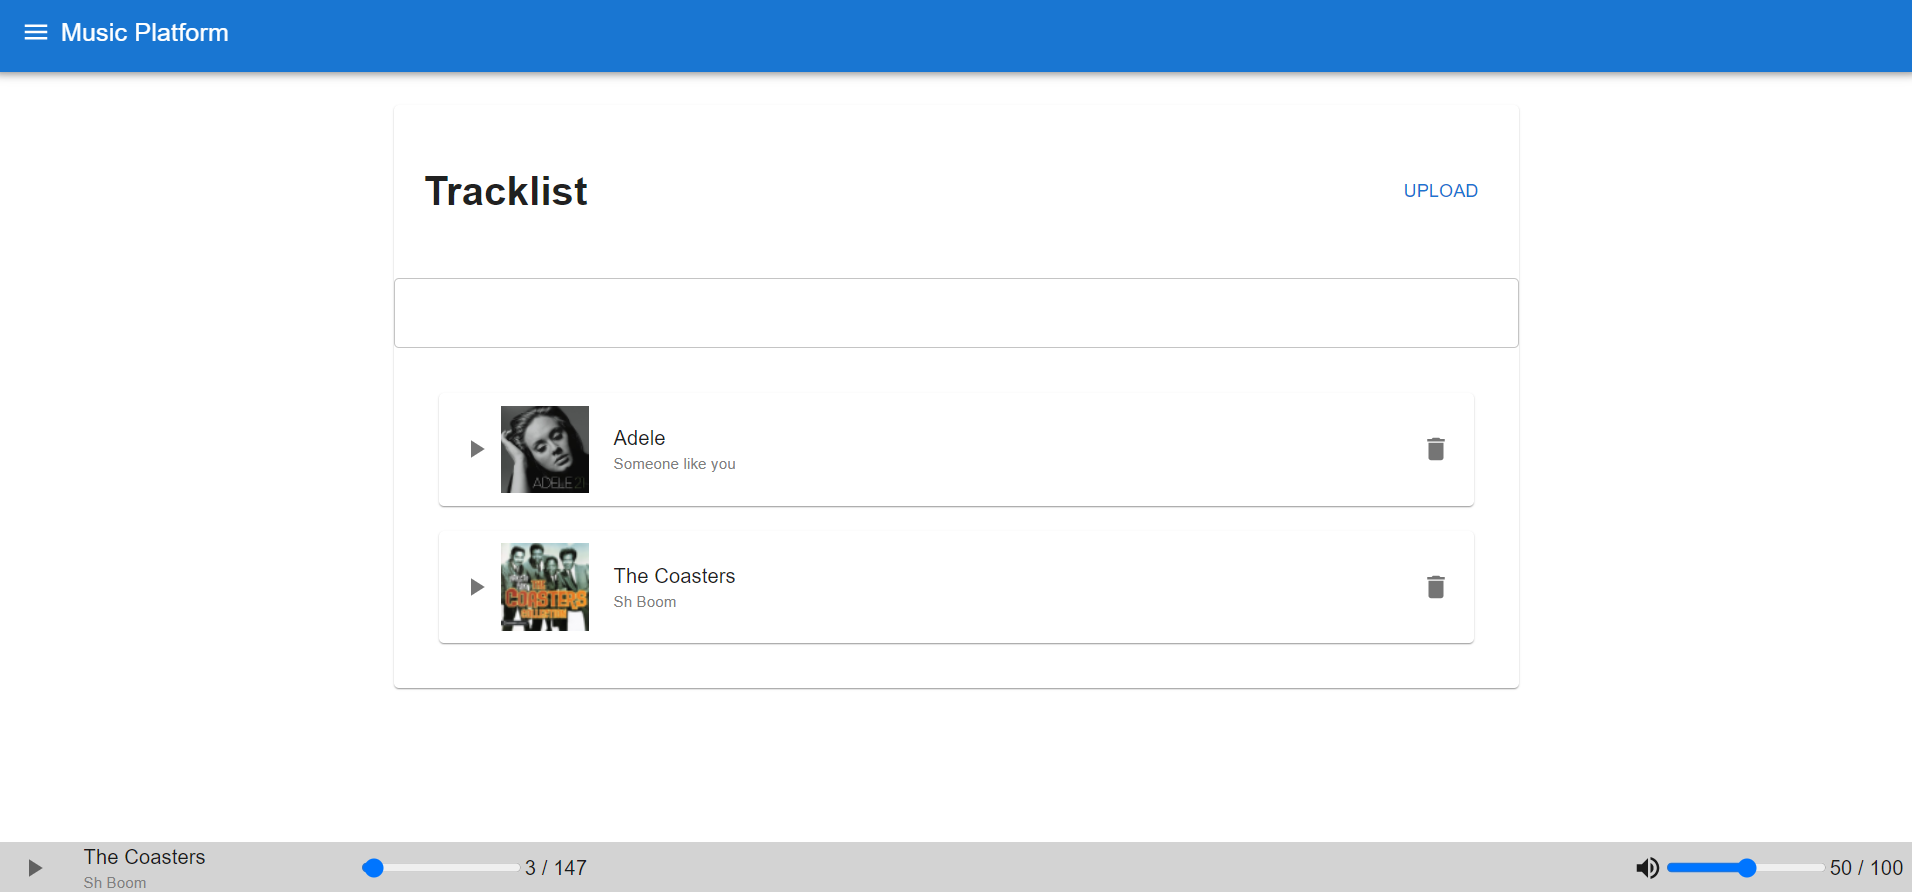 Music Platform
Tracklist
UPLOAD
Adele
Someone like you
ADELE 21
The Coasters
Sh Boom
THE
COASTERS
COLLECTION
The Coasters
Sh Boom
3 / 147
50 / 100